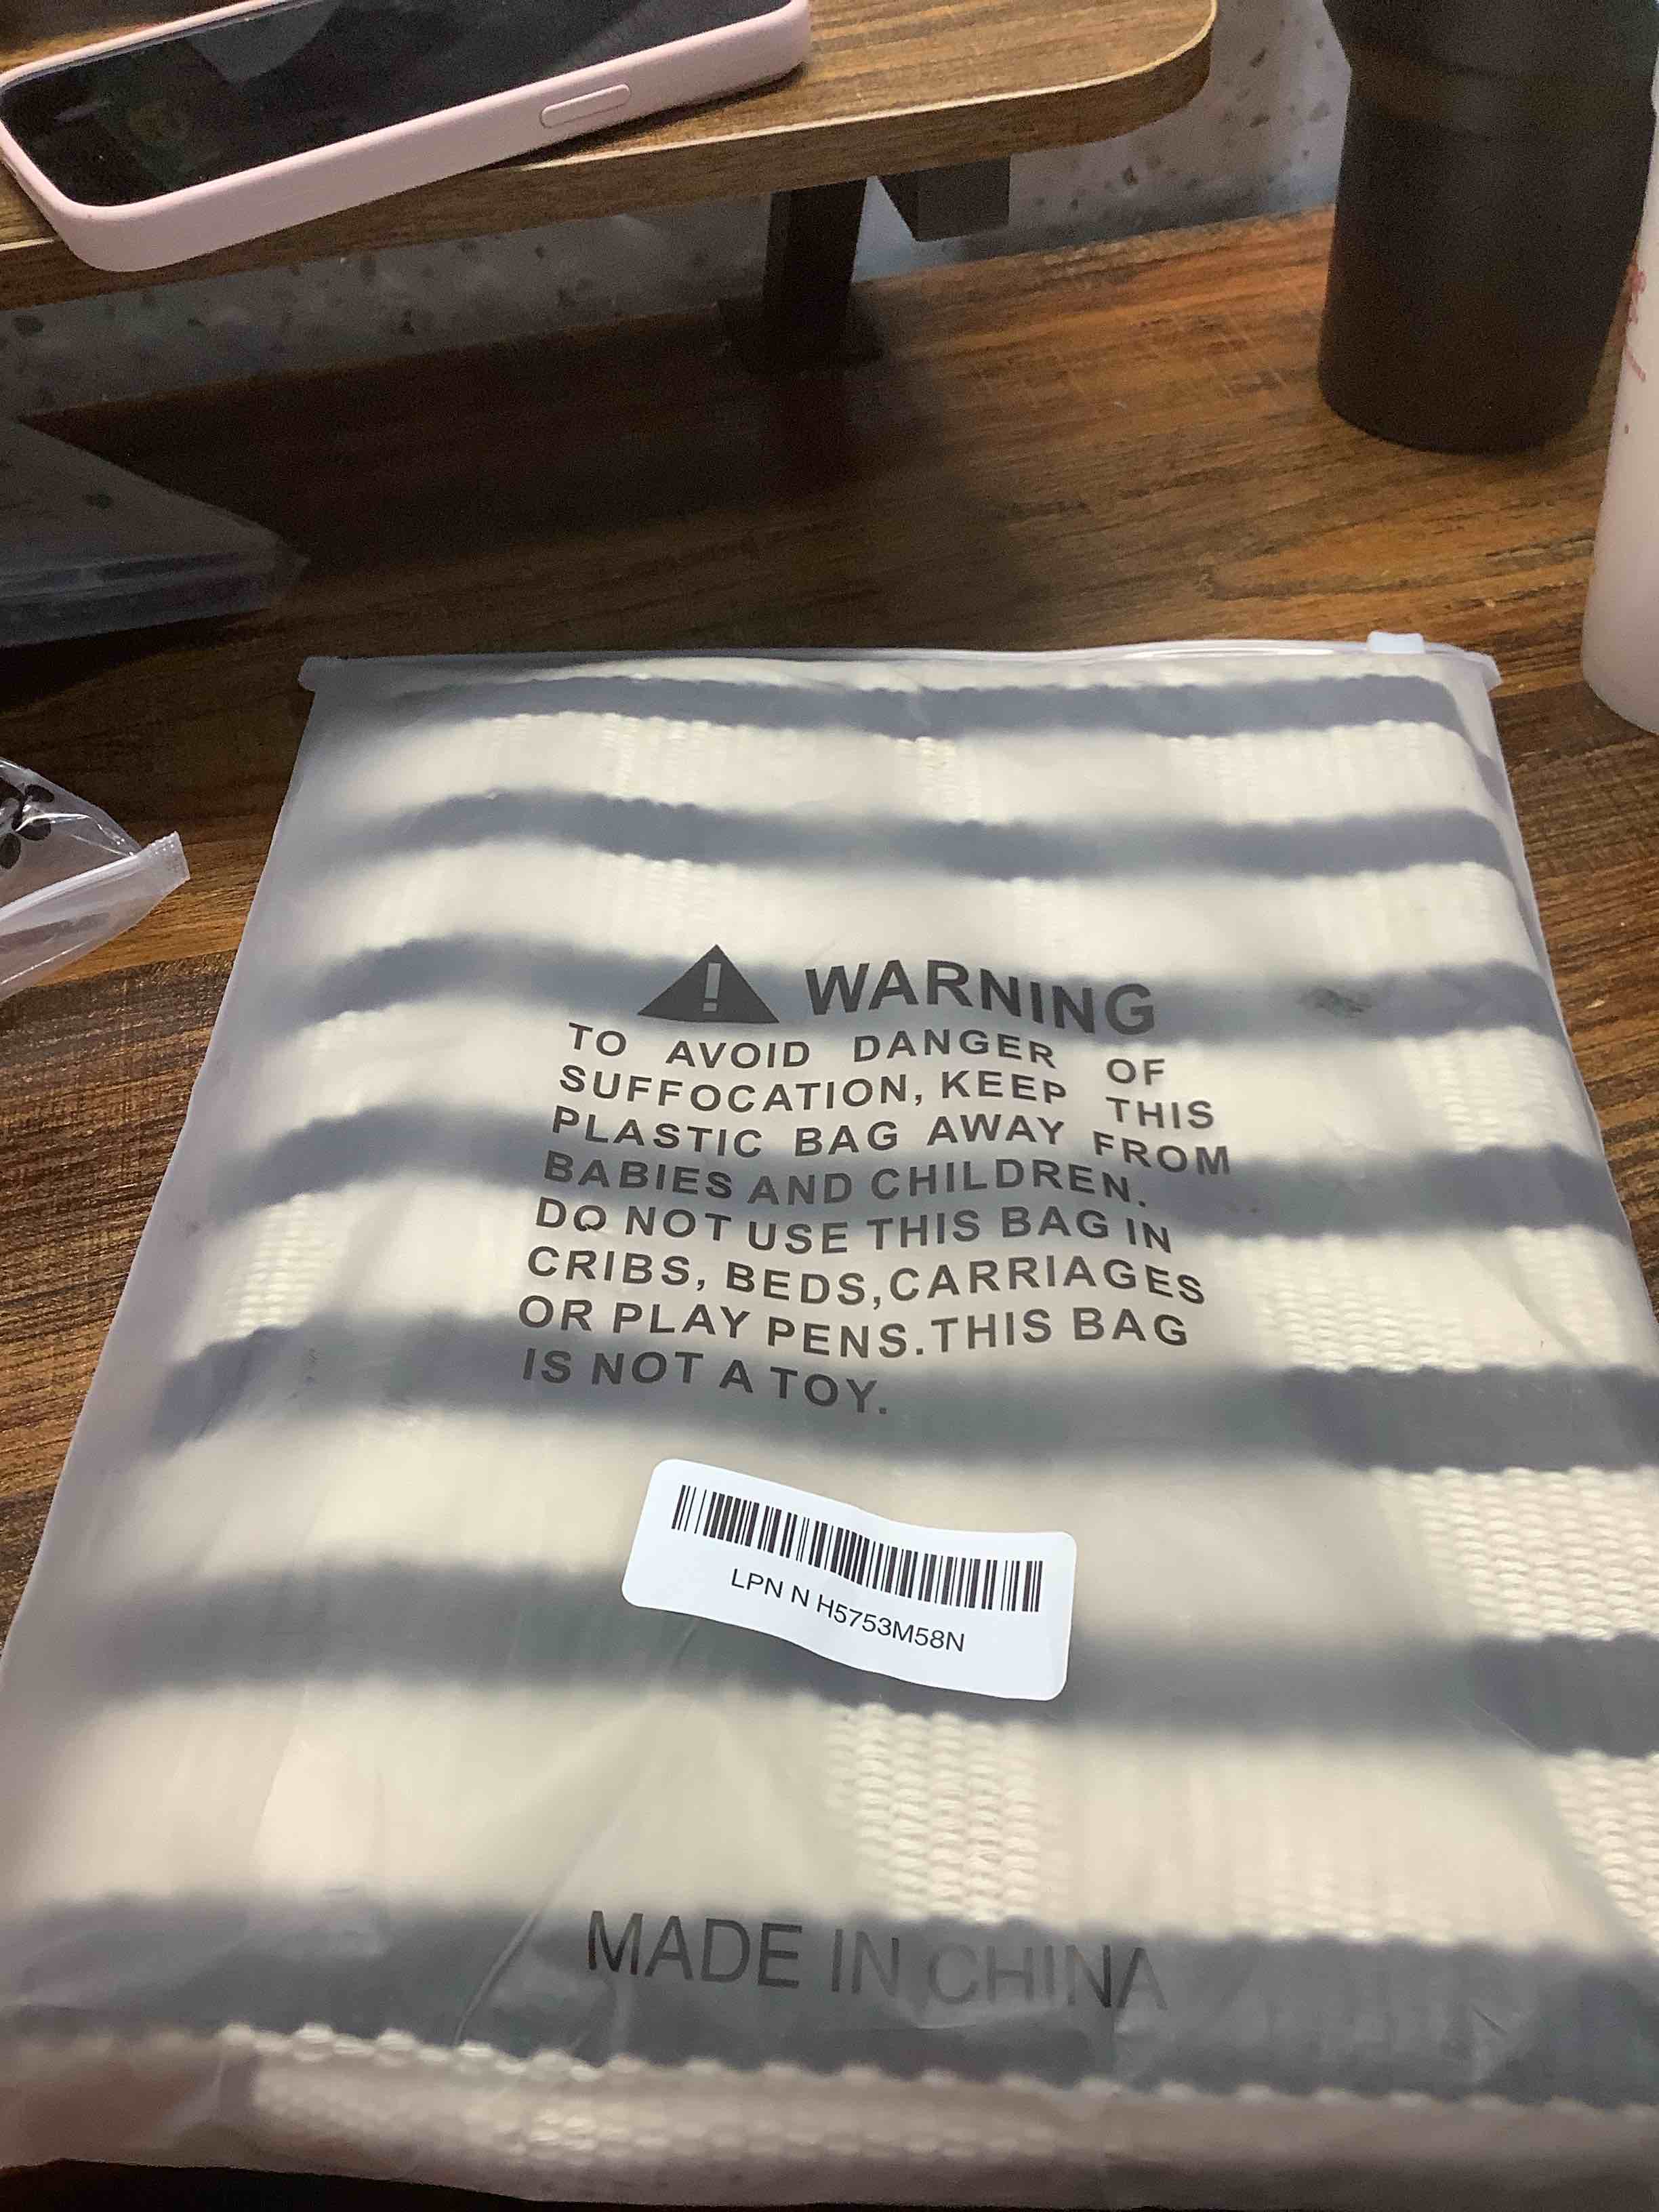 WARNING
TO AVOID DANGER OF
SUFFOCATION, KEEP THIS
PLASTIC BAG AWAY FROM
BABIES AND CHILDREN.
DO NOT USE THIS BAG IN
CRIBS, BEDS,CARRIAGES
OR PLAY PENS.THIS BAG
IS NOT A TOY.
LPN N H5753M58N
MADE IN CHINA